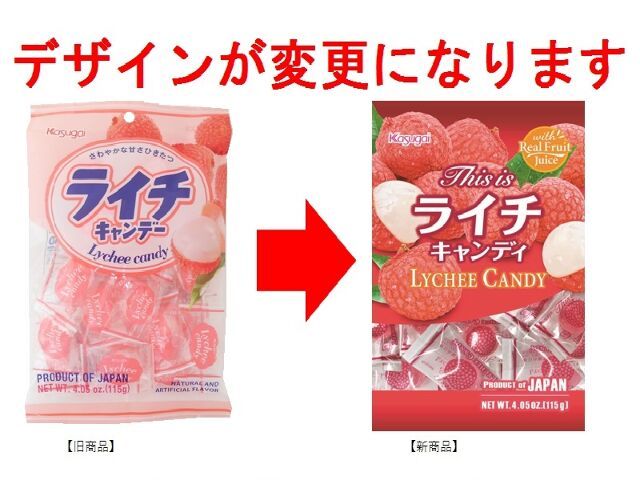 デザインが変更になります
Kasugai
さわやかな甘さひきたつ
ライチ
キャンデー
Lychee candy
PRODUCT OF JAPAN
NET WT. 4.05 oz. (115g)
NATURAL AND
ARTIFICIAL FLAVOR
【旧商品】
Kasugai
with
Real Fruit
Juice
This is
ライチ
キャンディ
LYCHEE CANDY
PRODUCT of JAPAN
NET WT. 4.05oz.(115g)
【新商品】